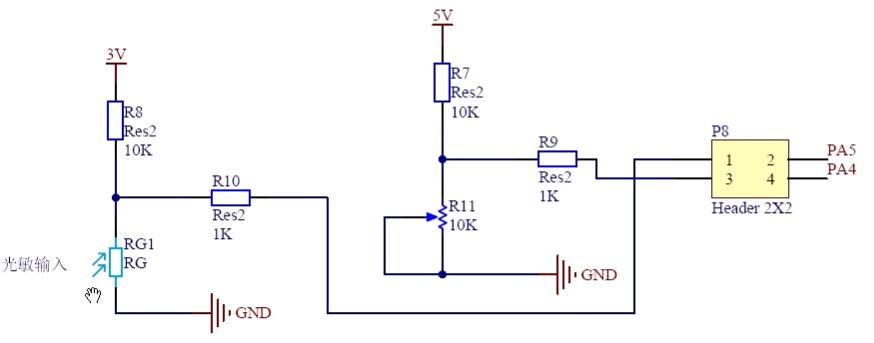 5V
3V
R7
Res2
10K
R8
Res2
10K
P8
R9
Res2
1K
1
2
PA5
3
4
PA4
Header 2X2
R10
Res2
1K
R11
10K
光敏输入
RG1
RG
GND
GND